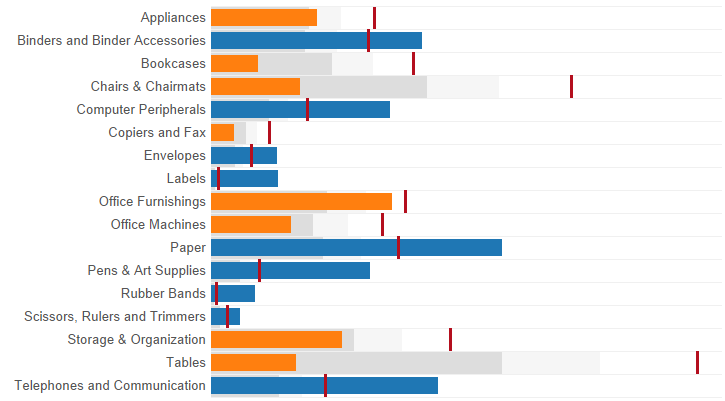 Appliances
Binders and Binder Accessories
Bookcases
Chairs & Chairmats
Computer Peripherals
Copiers and Fax
Envelopes
Labels
Office Furnishings
Office Machines
Paper
Pens & Art Supplies
Rubber Bands
Scissors, Rulers and Trimmers
Storage & Organization
Tables
Telephones and Communication